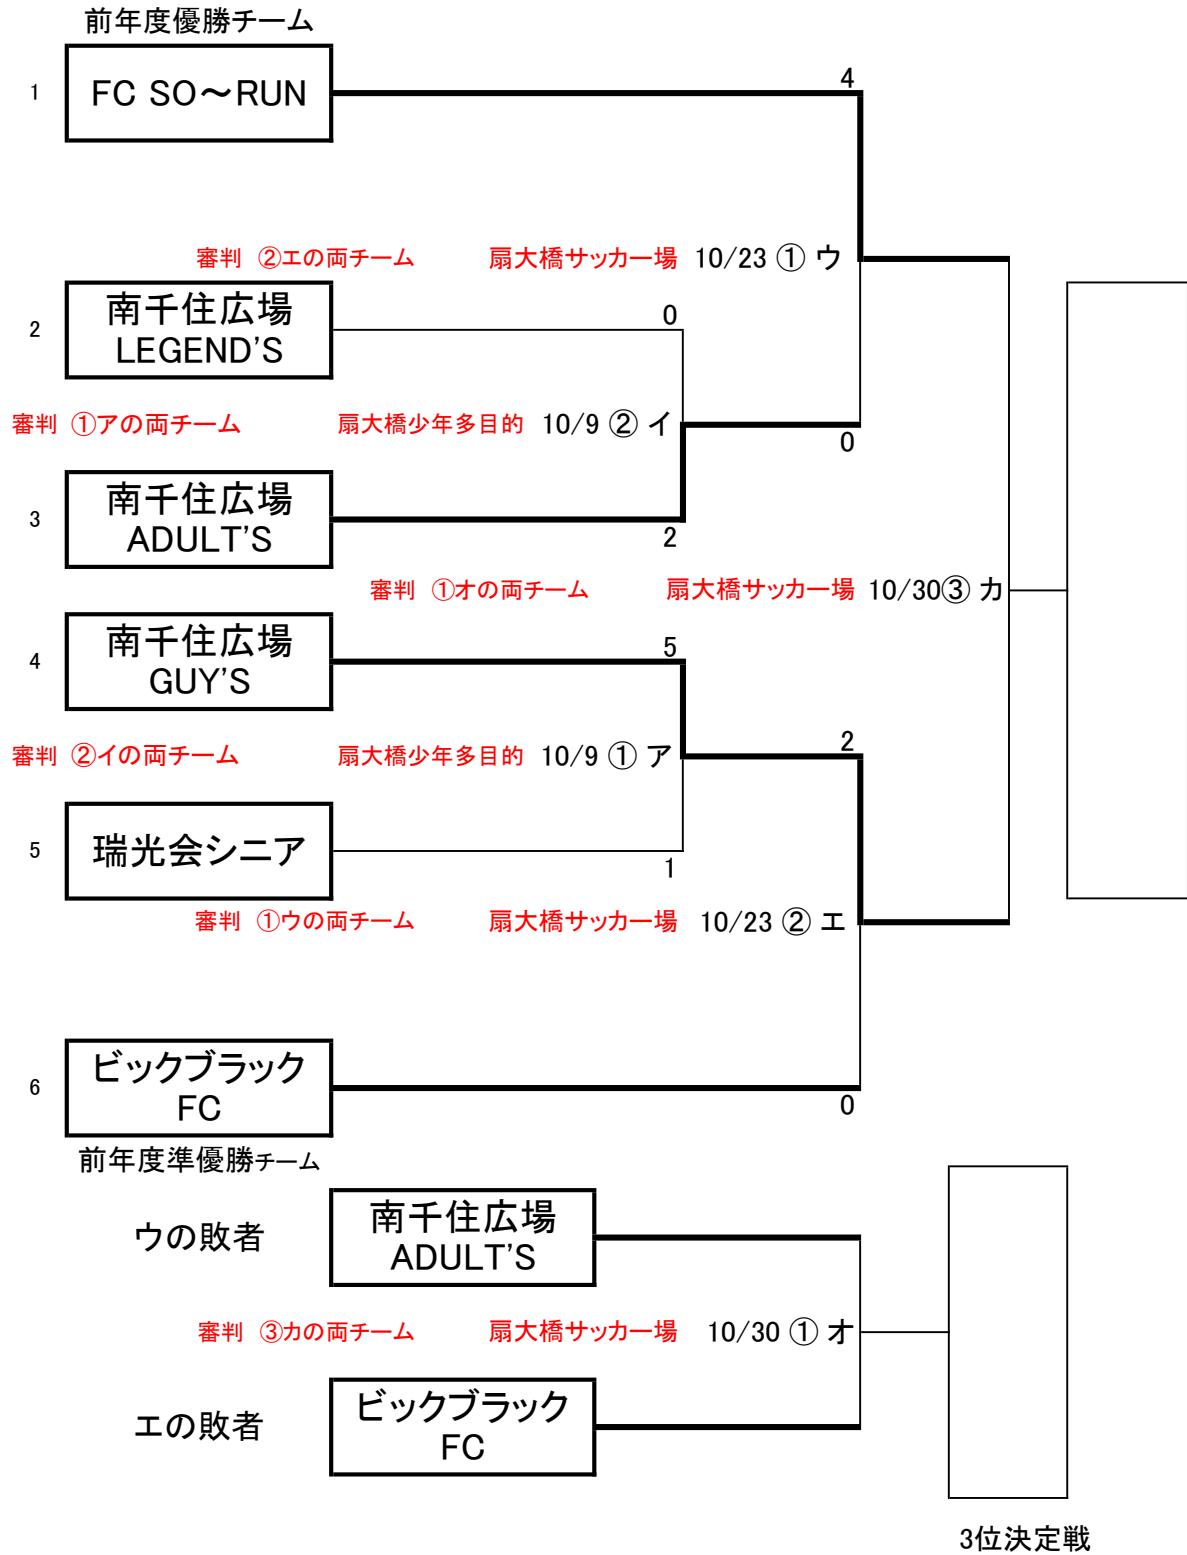 前年度優勝チーム
1
FC SO～RUN
4
審判 ②エの両チーム 扇大橋サッカー場 10/23 ① ウ
2
南千住広場
LEGEND'S
0
審判 ①アの両チーム 扇大橋少年多目的 10/9 ② イ
0
3
南千住広場
ADULT'S
2
審判 ①オの両チーム 扇大橋サッカー場 10/30③ カ
4
南千住広場
GUY'S
5
審判 ②イの両チーム 扇大橋少年多目的 10/9 ① ア
2
5
瑞光会シニア
1
審判 ①ウの両チーム 扇大橋サッカー場 10/23 ② エ
6
ビックブラック
FC
0
前年度準優勝チーム
ウの敗者
南千住広場
ADULT'S
審判 ③カの両チーム 扇大橋サッカー場 10/30 ① オ
エの敗者
ビックブラック
FC
3位決定戦